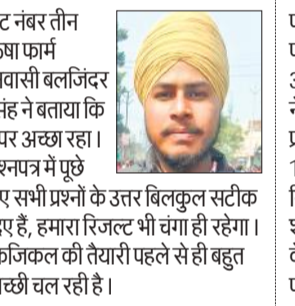 ट नंबर तीन
षा फार्म
वासी बलजिंदर
संह ने बताया कि
पर अच्छा रहा।
श्नपत्र में पूछे
ए सभी प्रश्नों के उत्तर बिलकुल सटीक
दए हैं, हमारा रिजल्ट भी चंगा ही रहेगा।
फिजिकल की तैयारी पहले से ही बहुत
च्छी चल रही है।